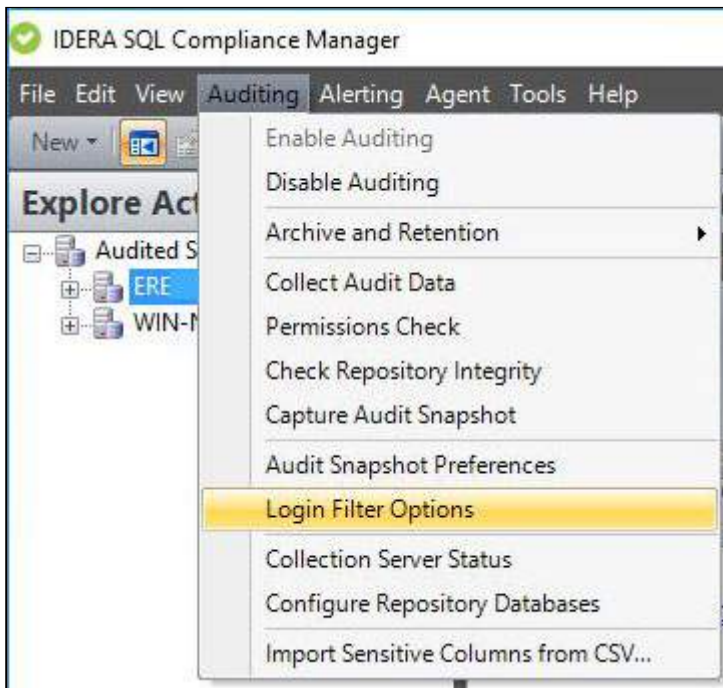 IDERA SQL Compliance Manager
File Edit View Auditing Alerting Agent Tools Help
New
Explore Act
Audited S
ERE
WIN-N
Enable Auditing
Disable Auditing
Archive and Retention
Collect Audit Data
Permissions Check
Check Repository Integrity
Capture Audit Snapshot
Audit Snapshot Preferences
Login Filter Options
Collection Server Status
Configure Repository Databases
Import Sensitive Columns from CSV...